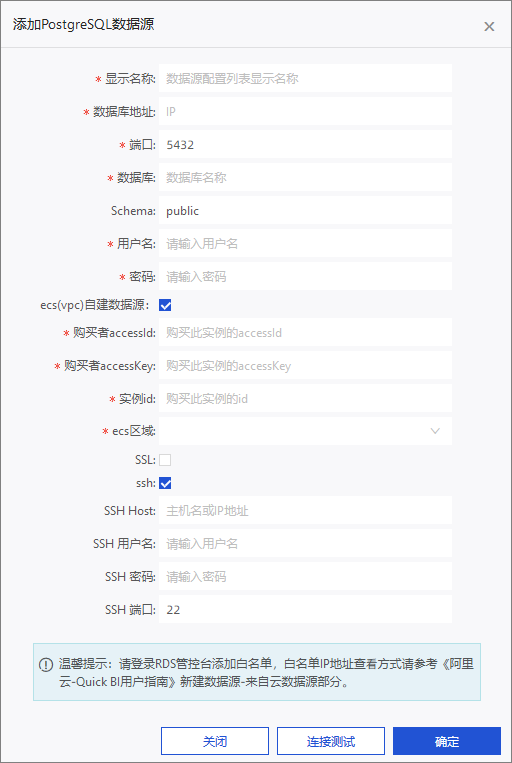 添加PostgreSQL数据源
* 显示名称: 数据源配置列表显示名称
* 数据库地址: IP
* 端口: 5432
* 数据库: 数据库名称
Schema: public
* 用户名: 请输入用户名
* 密码: 请输入密码
ecs(vpc)自建数据源:
* 购买者accessId: 购买此实例的accessId
* 购买者accessKey: 购买此实例的accessKey
* 实例id: 购买此实例的id
* ecs区域:
SSL:
ssh:
SSH Host: 主机名或IP地址
SSH 用户名: 请输入用户名
SSH 密码: 请输入密码
SSH 端口: 22
温馨提示：请登录RDS管控台添加白名单，白名单IP地址查看方式请参考《阿里
云-Quick BI用户指南》新建数据源-来自云数据源部分。
关闭 连接测试 确定